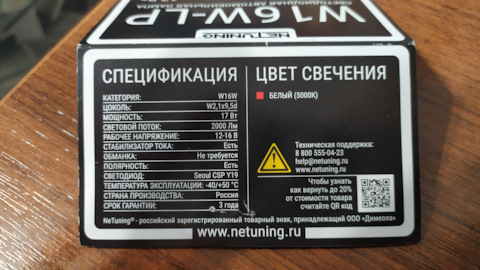 W16W-LP
СВЕТОДИОДНАЯ АВТОМОБИЛЬНАЯ ЛАМПА
NETUNING
СПЕЦИФИКАЦИЯ
КАТЕГОРИЯ: W16W
ЦОКОЛЬ: W2,1x9,5d
МОЩНОСТЬ: 17 Вт
СВЕТОВОЙ ПОТОК: 2000 Лм
РАБОЧЕЕ НАПРЯЖЕНИЕ: 12-16 В
СТАБИЛИЗАТОР ТОКА: Есть
ОБМАНКА: Не требуется
ПОЛЯРНОСТЬ: Есть
СВЕТОДИОД: Seoul CSP Y19
ТЕМПЕРАТУРА ЭКСПЛУАТАЦИИ: -40/+50 °C
СТРАНА ПРОИЗВОДСТВА: Россия
СРОК ГАРАНТИИ: 3 года
ЦВЕТ СВЕЧЕНИЯ
БЕЛЫЙ (5000K)
Техническая поддержка:
8 800 555-04-23
help@netuning.ru
www.netuning.ru
Чтобы узнать
как вернуть до 20%
от стоимости товара
считайте QR код
NeTuning® - российский зарегистрированный товарный знак, принадлежащий ООО «Димеола»
www.netuning.ru